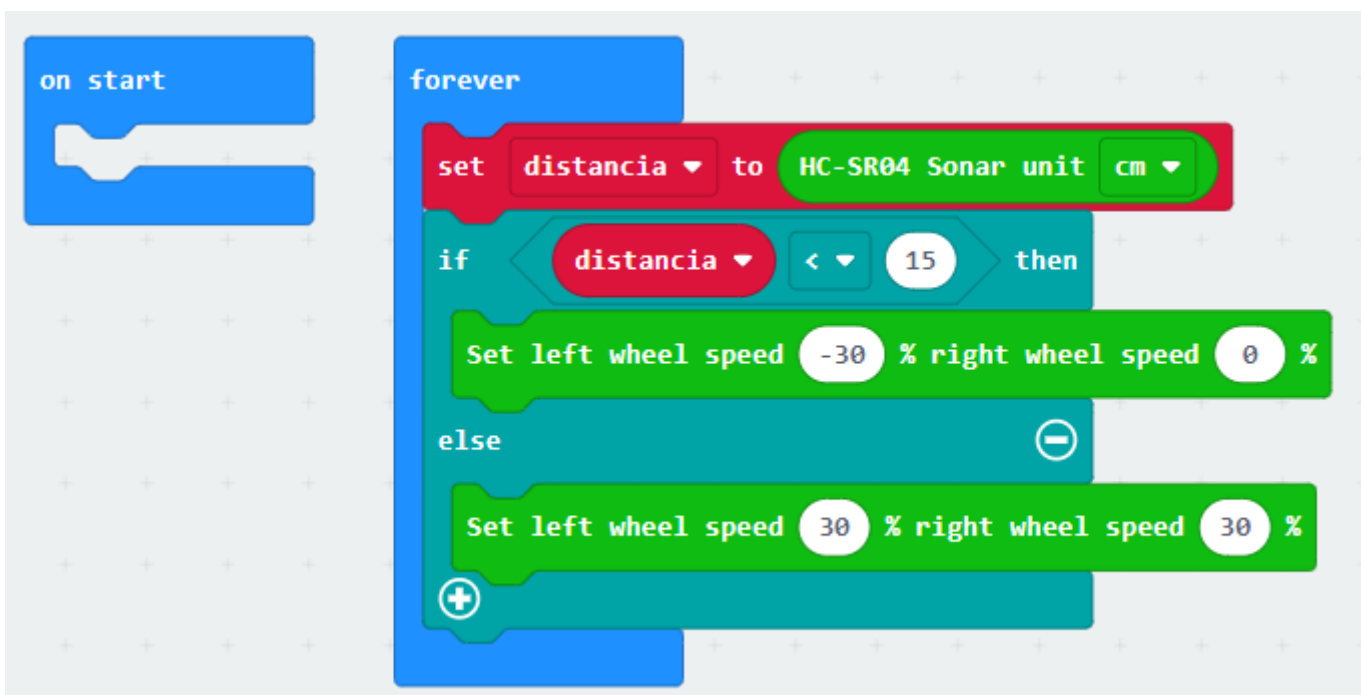 on start
forever
set distancia to HC-SR04 Sonar unit cm
if distancia < 15 then
Set left wheel speed -30 % right wheel speed 0 %
else
Set left wheel speed 30 % right wheel speed 30 %